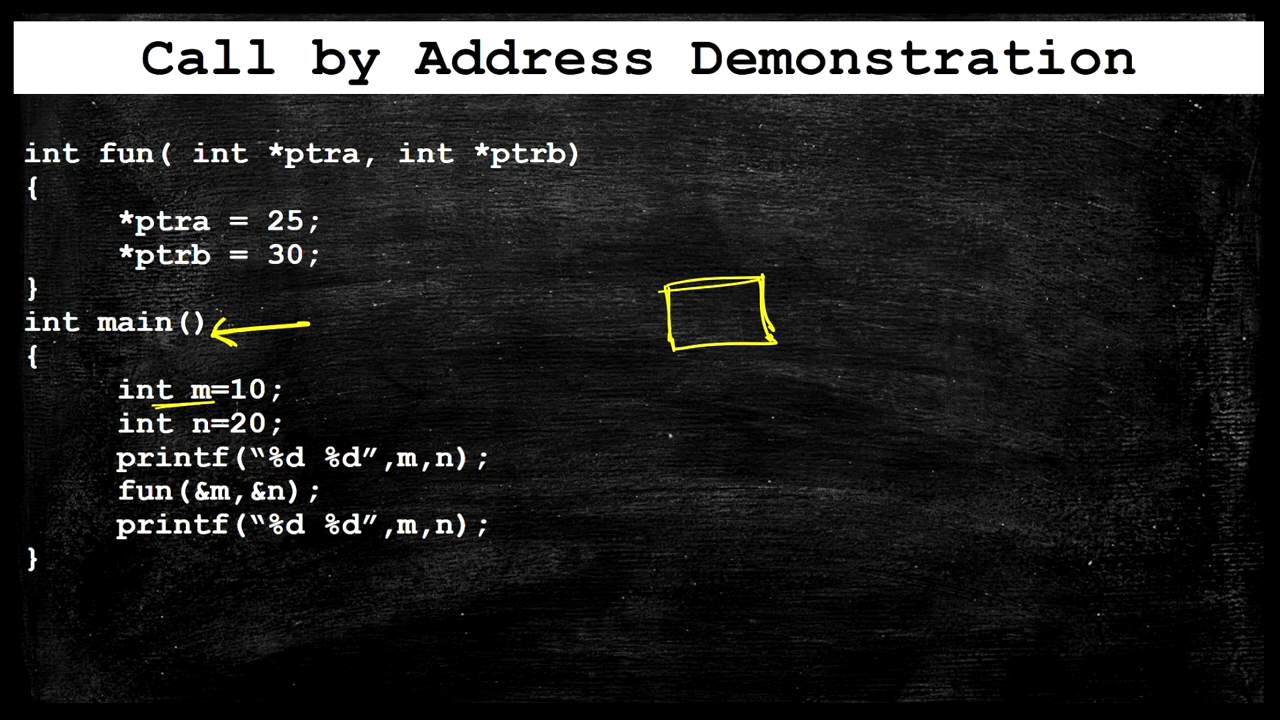 Call by Address Demonstration
int fun( int *ptra, int *ptrb)
{
*ptra = 25;
*ptrb = 30;
}
int main()
{
int m=10;
int n=20;
printf(“%d %d”,m,n);
fun(&m,&n);
printf(“%d %d”,m,n);
}